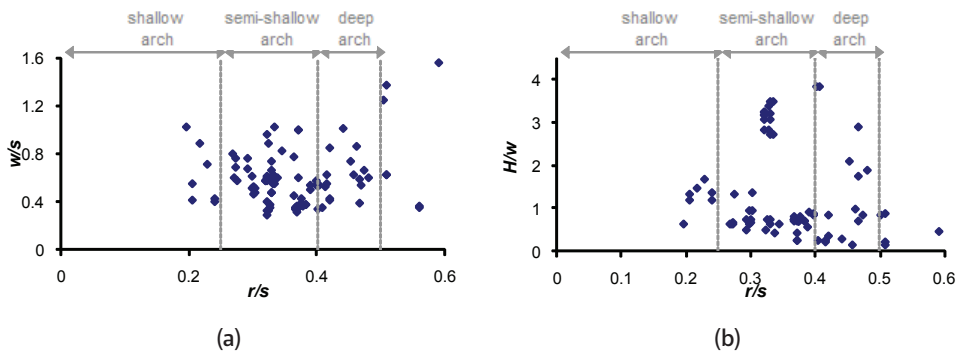 shallow
arch
semi-shallow
arch
deep
arch
1.6
1.2
0.8
0.4
0
w/s
0
0.2
0.4
0.6
r/s
(a)
shallow
arch
semi-shallow
arch
deep
arch
4
3
2
1
0
H/w
0
0.1
0.2
0.3
0.4
0.5
0.6
r/s
(b)